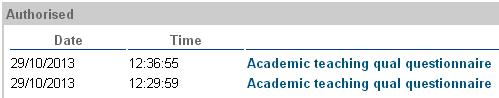 Authorised
Date Time
29/10/2013 12:36:55 Academic teaching qual questionnaire
29/10/2013 12:29:59 Academic teaching qual questionnaire